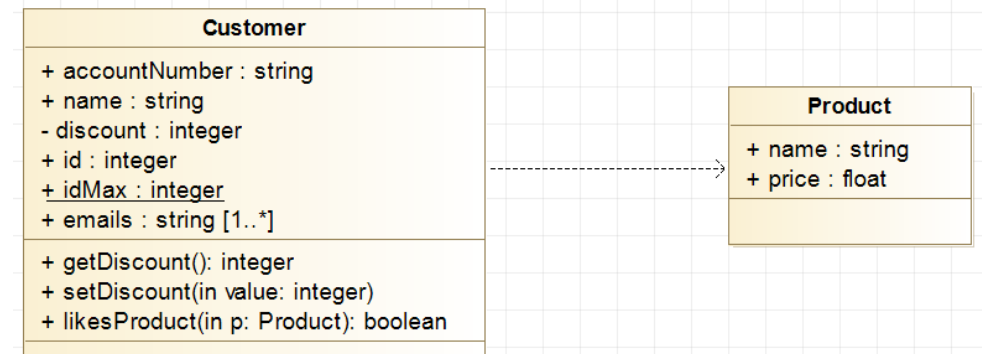 Customer
+ accountNumber : string
+ name : string
- discount : integer
+ id : integer
+ idMax : integer
+ emails : string [1..*]
+ getDiscount(): integer
+ setDiscount(in value: integer)
+ likesProduct(in p: Product): boolean
Product
+ name : string
+ price : float